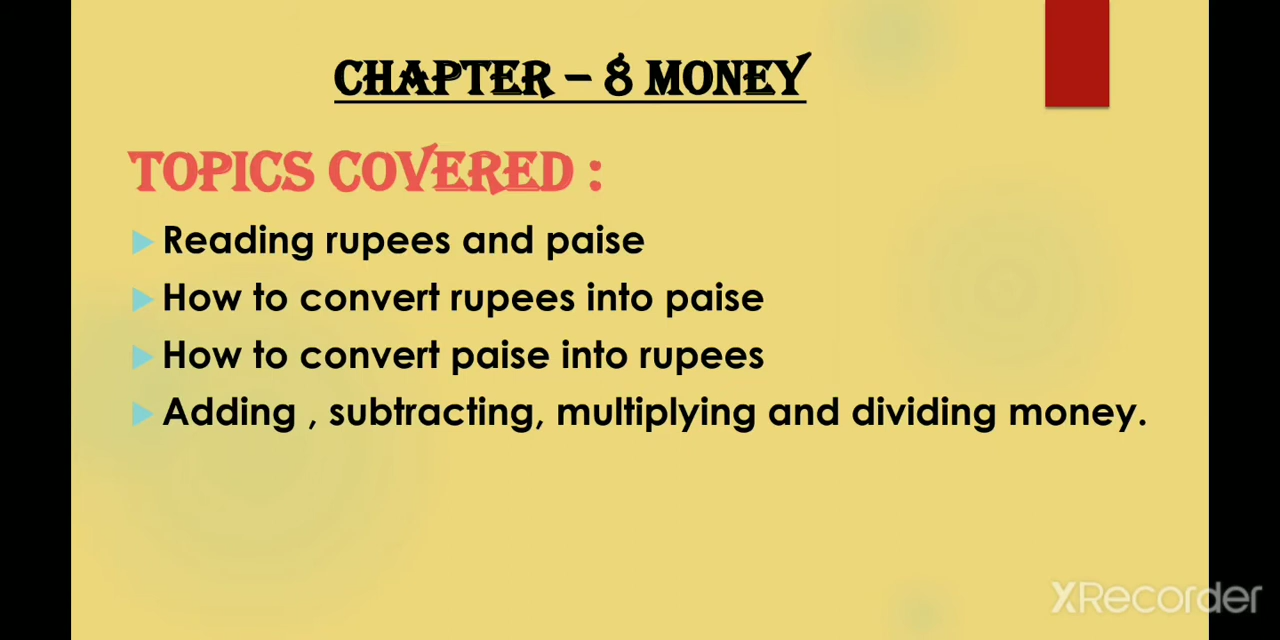 CHAPTER – 8 MONEY
TOPICS COVERED :
Reading rupees and paise
How to convert rupees into paise
How to convert paise into rupees
Adding , subtracting, multiplying and dividing money.
XRecorder